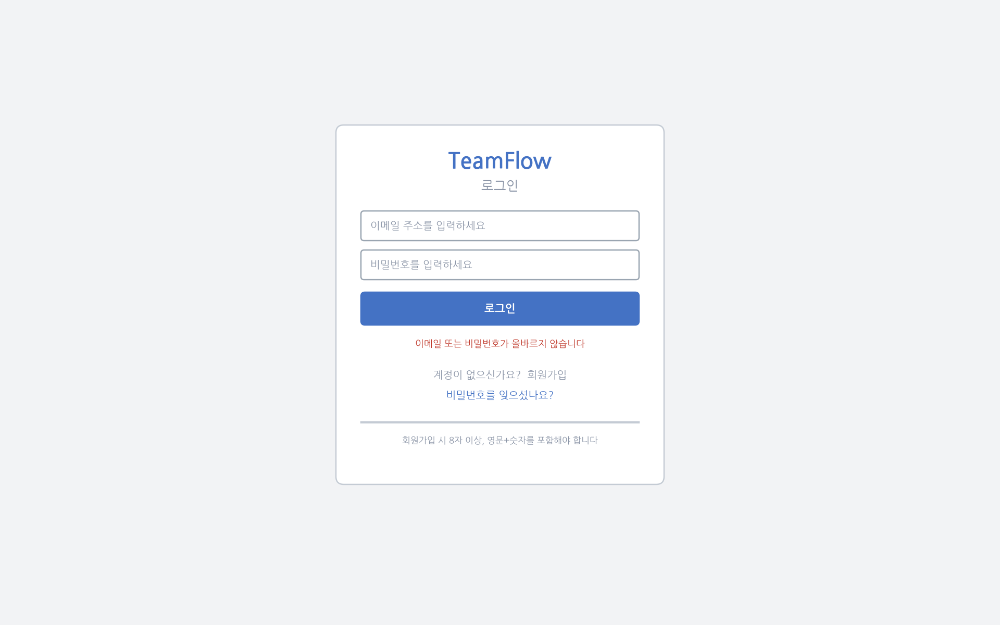 TeamFlow
로그인
이메일 주소를 입력하세요
비밀번호를 입력하세요
로그인
이메일 또는 비밀번호가 올바르지 않습니다
계정이 없으신가요? 회원가입
비밀번호를 잊으셨나요?
회원가입 시 8자 이상, 영문+숫자를 포함해야 합니다